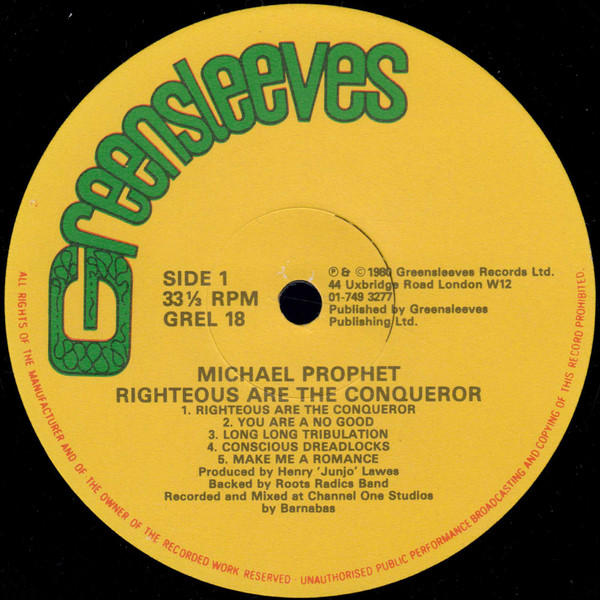 Greensleeves
SIDE 1
33⅓ RPM
GREL 18
℗ & © 1980 Greensleeves Records Ltd.
44 Uxbridge Road London W12
01-749 3277
Published by Greensleeves
Publishing Ltd.
MICHAEL PROPHET
RIGHTEOUS ARE THE CONQUEROR
1. RIGHTEOUS ARE THE CONQUEROR
2. YOU ARE A NO GOOD
3. LONG LONG TRIBULATION
4. CONSCIOUS DREADLOCKS
5. MAKE ME A ROMANCE
Produced by Henry 'Junjo' Lawes
Backed by Roots Radics Band
Recorded and Mixed at Channel One Studios
by Barnabas
ALL RIGHTS OF THE MANUFACTURER AND OF THE OWNER OF THE RECORDED WORK RESERVED · UNAUTHORISED PUBLIC PERFORMANCE BROADCASTING AND COPYING OF THIS RECORD PROHIBITED.